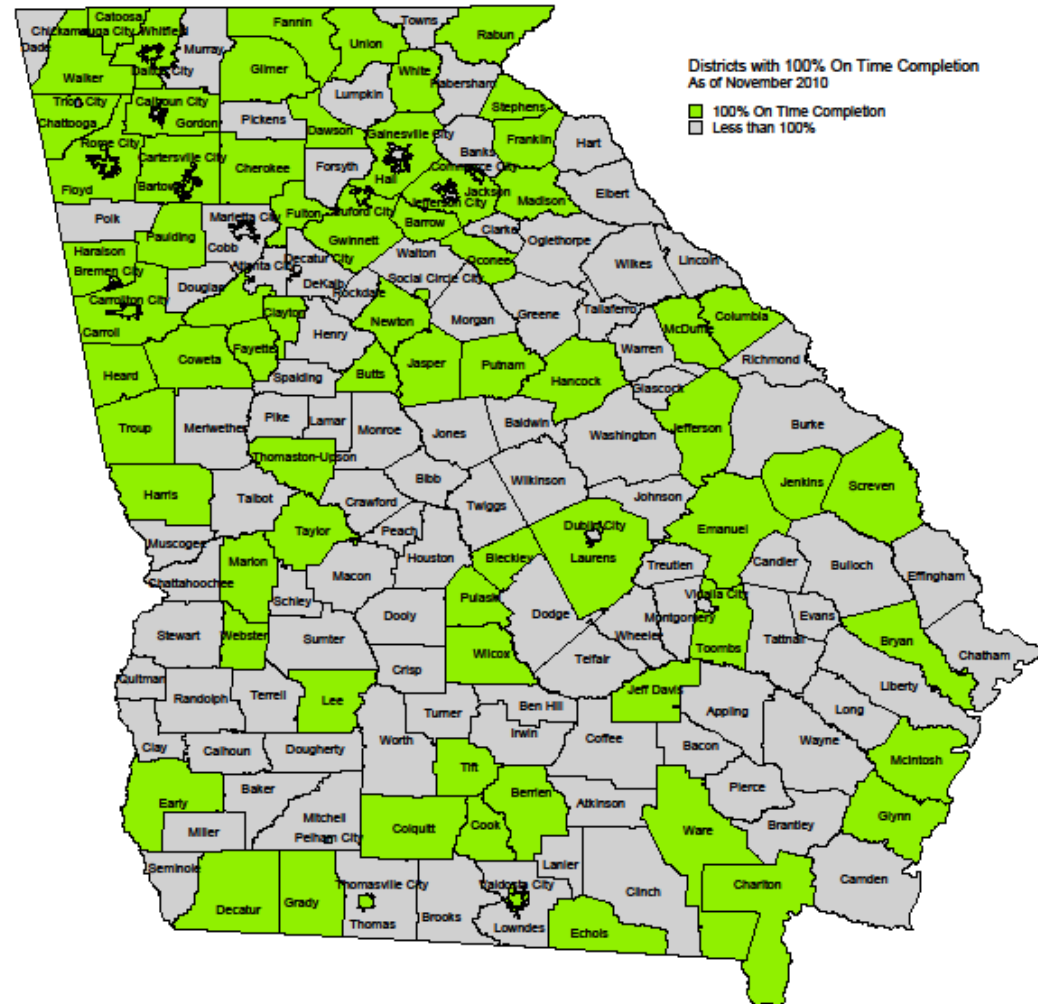 Towns
Catoosa
Fannin
Rabun
Chickamauga City
Whitfield
Union
Dade
Murray
Dalton City
Gilmer
White
Habersham
Walker
Districts with 100% On Time Completion
As of November 2010
100% On Time Completion
Less than 100%
Lumpkin
Stephens
Trion City
Calhoun City
Chattooga
Gordon
Pickens
Dawson
Gainesville City
Franklin
Hart
Rome City
Cartersville City
Cherokee
Forsyth
Hall
Banks
Commerce City
Jackson
Elbert
Floyd
Bartow
Jefferson City
Madison
Polk
Marietta City
Fulton
Buford City
Barrow
Clarke
Oglethorpe
Paulding
Cobb
Gwinnett
Haralson
Decatur City
Walton
Oconee
Bremen City
Atlanta City
DeKalb
Social Circle City
Wilkes
Lincoln
Douglas
Rockdale
Carrollton City
Clayton
Newton
Morgan
Greene
Taliaferro
McDuffie
Columbia
Carroll
Henry
Warren
Richmond
Coweta
Fayette
Heard
Spalding
Butts
Jasper
Putnam
Hancock
Glascock
Troup
Meriwether
Pike
Lamar
Monroe
Jones
Baldwin
Washington
Jefferson
Burke
Thomaston-Upson
Bibb
Wilkinson
Jenkins
Screven
Harris
Talbot
Crawford
Twiggs
Johnson
Taylor
Peach
Dublin City
Emanuel
Muscogee
Houston
Bleckley
Laurens
Marion
Macon
Treutlen
Candler
Bulloch
Effingham
Chattahoochee
Schley
Pulaski
Vidalia City
Dooly
Dodge
Montgomery
Evans
Stewart
Webster
Sumter
Wheeler
Toombs
Tattnall
Bryan
Chatham
Wilcox
Telfair
Crisp
Quitman
Randolph
Terrell
Lee
Jeff Davis
Liberty
Turner
Ben Hill
Appling
Long
Clay
Calhoun
Dougherty
Worth
Irwin
Coffee
Bacon
Wayne
McIntosh
Tift
Early
Baker
Berrien
Pierce
Mitchell
Atkinson
Glynn
Miller
Pelham City
Colquitt
Cook
Ware
Brantley
Seminole
Lanier
Thomasville City
Valdosta City
Clinch
Charlton
Camden
Decatur
Grady
Thomas
Brooks
Lowndes
Echols